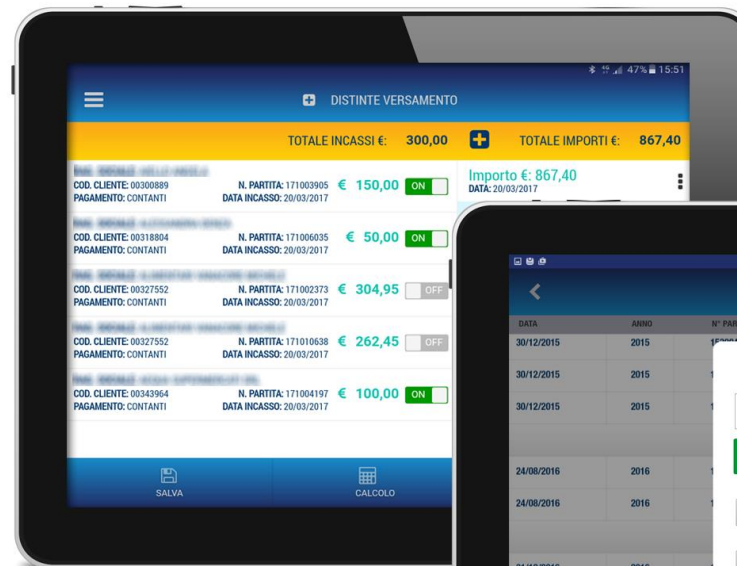 47% 15:51
DISTINTE VERSAMENTO
TOTALE INCASSI €: 300,00
TOTALE IMPORTI €: 867,40
COD. CLIENTE: 00300889 N. PARTITA: 171003905 € 150,00 ON
PAGAMENTO: CONTANTI DATA INCASSO: 20/03/2017
COD. CLIENTE: 00318804 N. PARTITA: 171006035 € 50,00 ON
PAGAMENTO: CONTANTI DATA INCASSO: 20/03/2017
COD. CLIENTE: 00327552 N. PARTITA: 171002373 € 304,95 OFF
PAGAMENTO: CONTANTI DATA INCASSO: 20/03/2017
COD. CLIENTE: 00327552 N. PARTITA: 171010638 € 262,45 OFF
PAGAMENTO: CONTANTI DATA INCASSO: 20/03/2017
COD. CLIENTE: 00343964 N. PARTITA: 171004197 € 100,00 ON
PAGAMENTO: CONTANTI DATA INCASSO: 20/03/2017
SALVA CALCOLO
Importo €: 867,40
DATA: 20/03/2017
DATA ANNO N° PAR
30/12/2015 2015
30/12/2015 2015
30/12/2015 2015
24/08/2016 2016
24/08/2016 2016